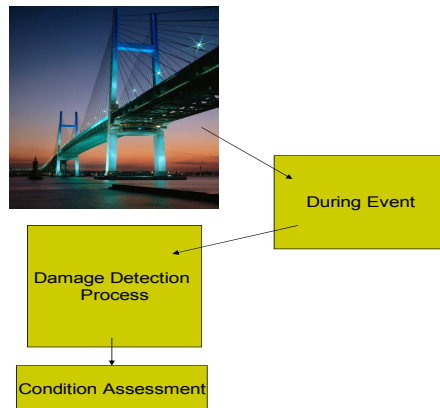 During Event
Damage Detection
Process
Condition Assessment